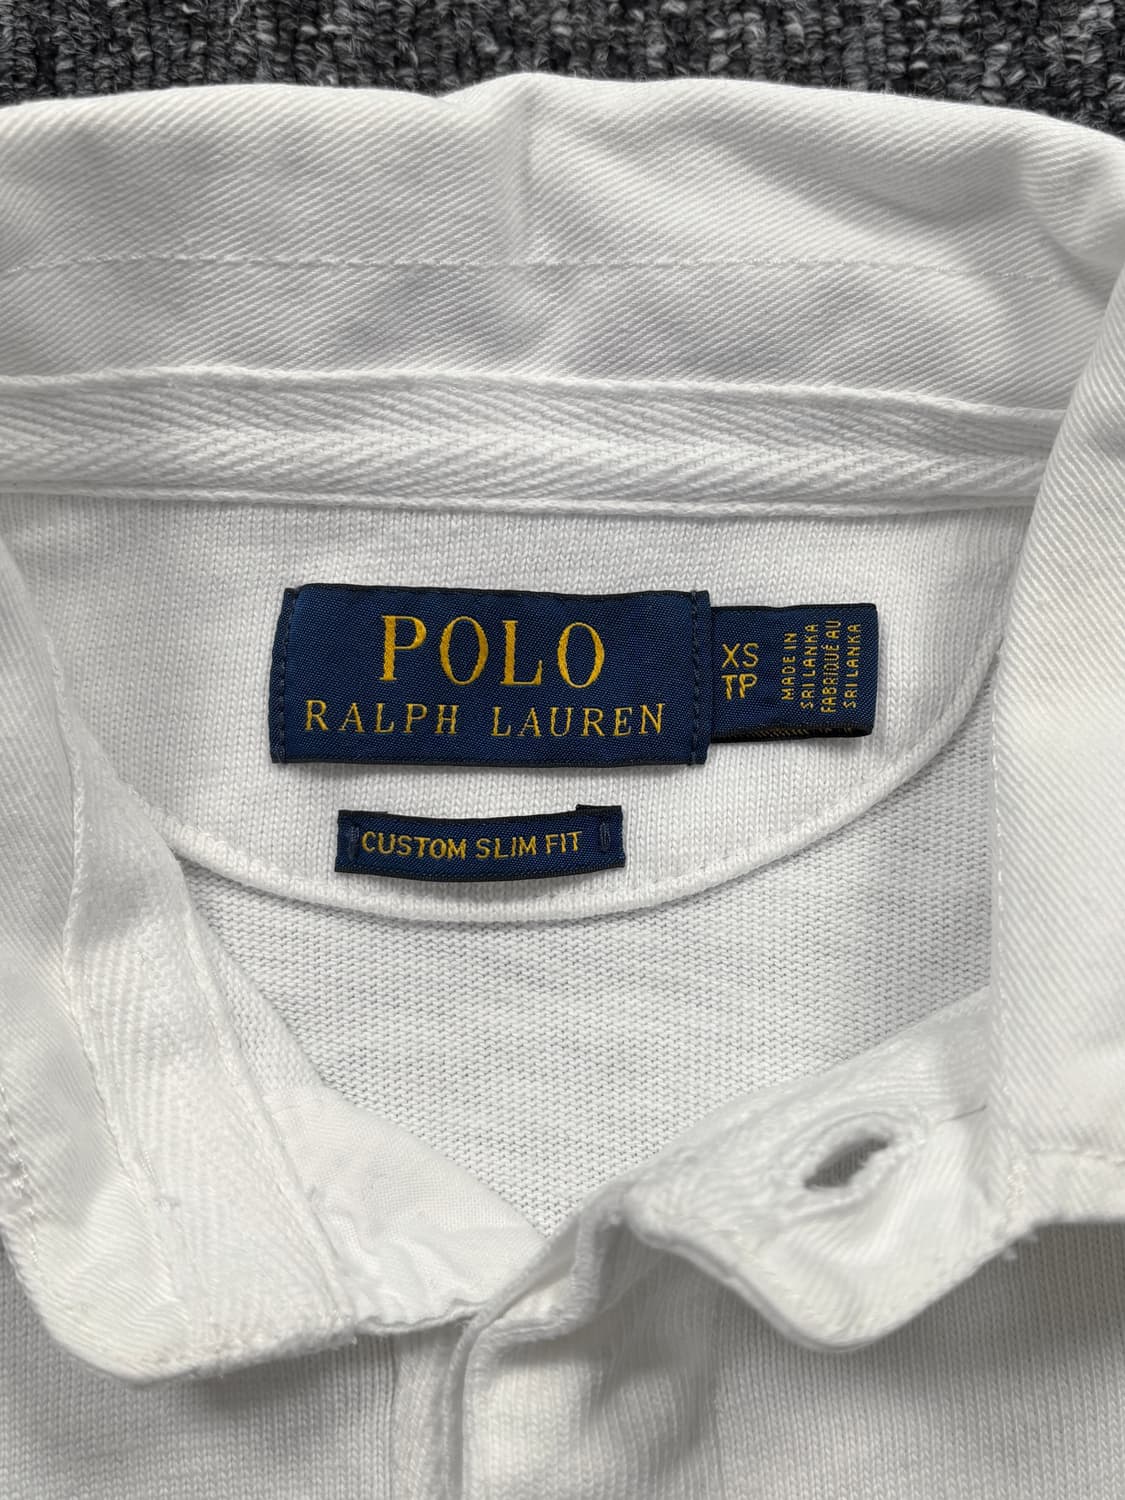 POLO
RALPH LAUREN
XS
TP
MADE IN
SRI LANKA
FABRIQUÉ AU
SRI LANKA
CUSTOM SLIM FIT